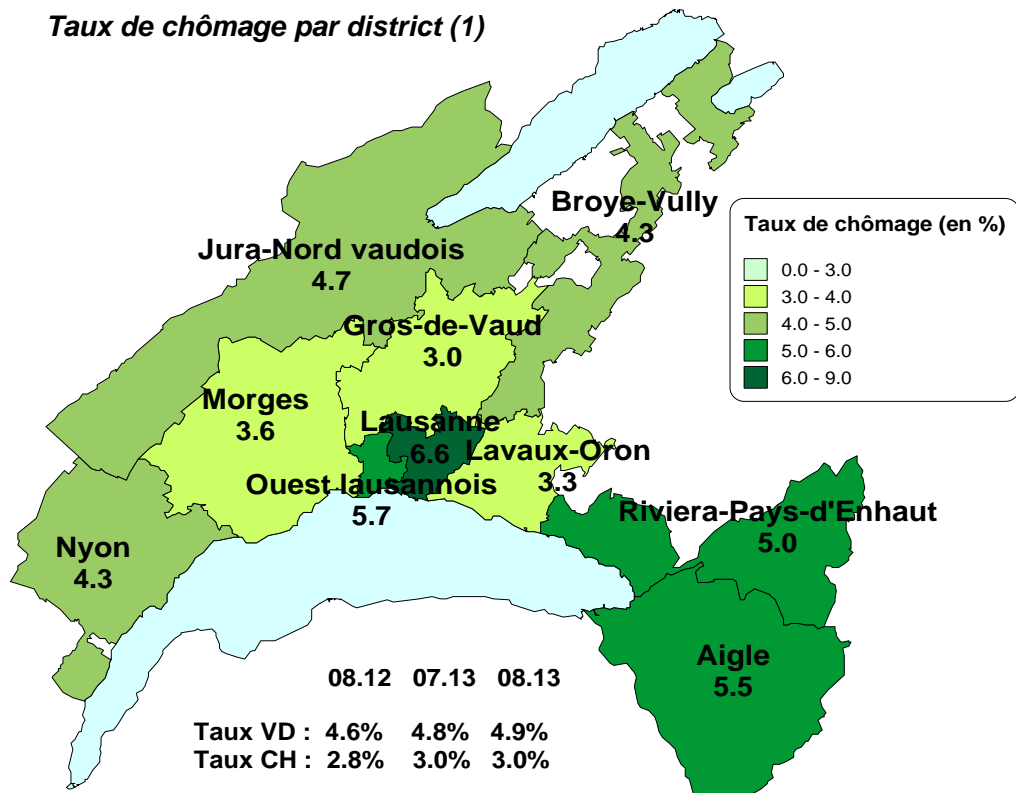 Taux de chômage par district (1)
Broye-Vully
4.3
Taux de chômage (en %)
0.0 - 3.0
3.0 - 4.0
4.0 - 5.0
5.0 - 6.0
6.0 - 9.0
Jura-Nord vaudois
4.7
Gros-de-Vaud
3.0
Morges
3.6
Lausanne
6.6
Lavaux-Oron
3.3
Ouest lausannois
5.7
Riviera-Pays-d'Enhaut
5.0
Nyon
4.3
Aigle
5.5
08.12 07.13 08.13
Taux VD : 4.6% 4.8% 4.9%
Taux CH : 2.8% 3.0% 3.0%